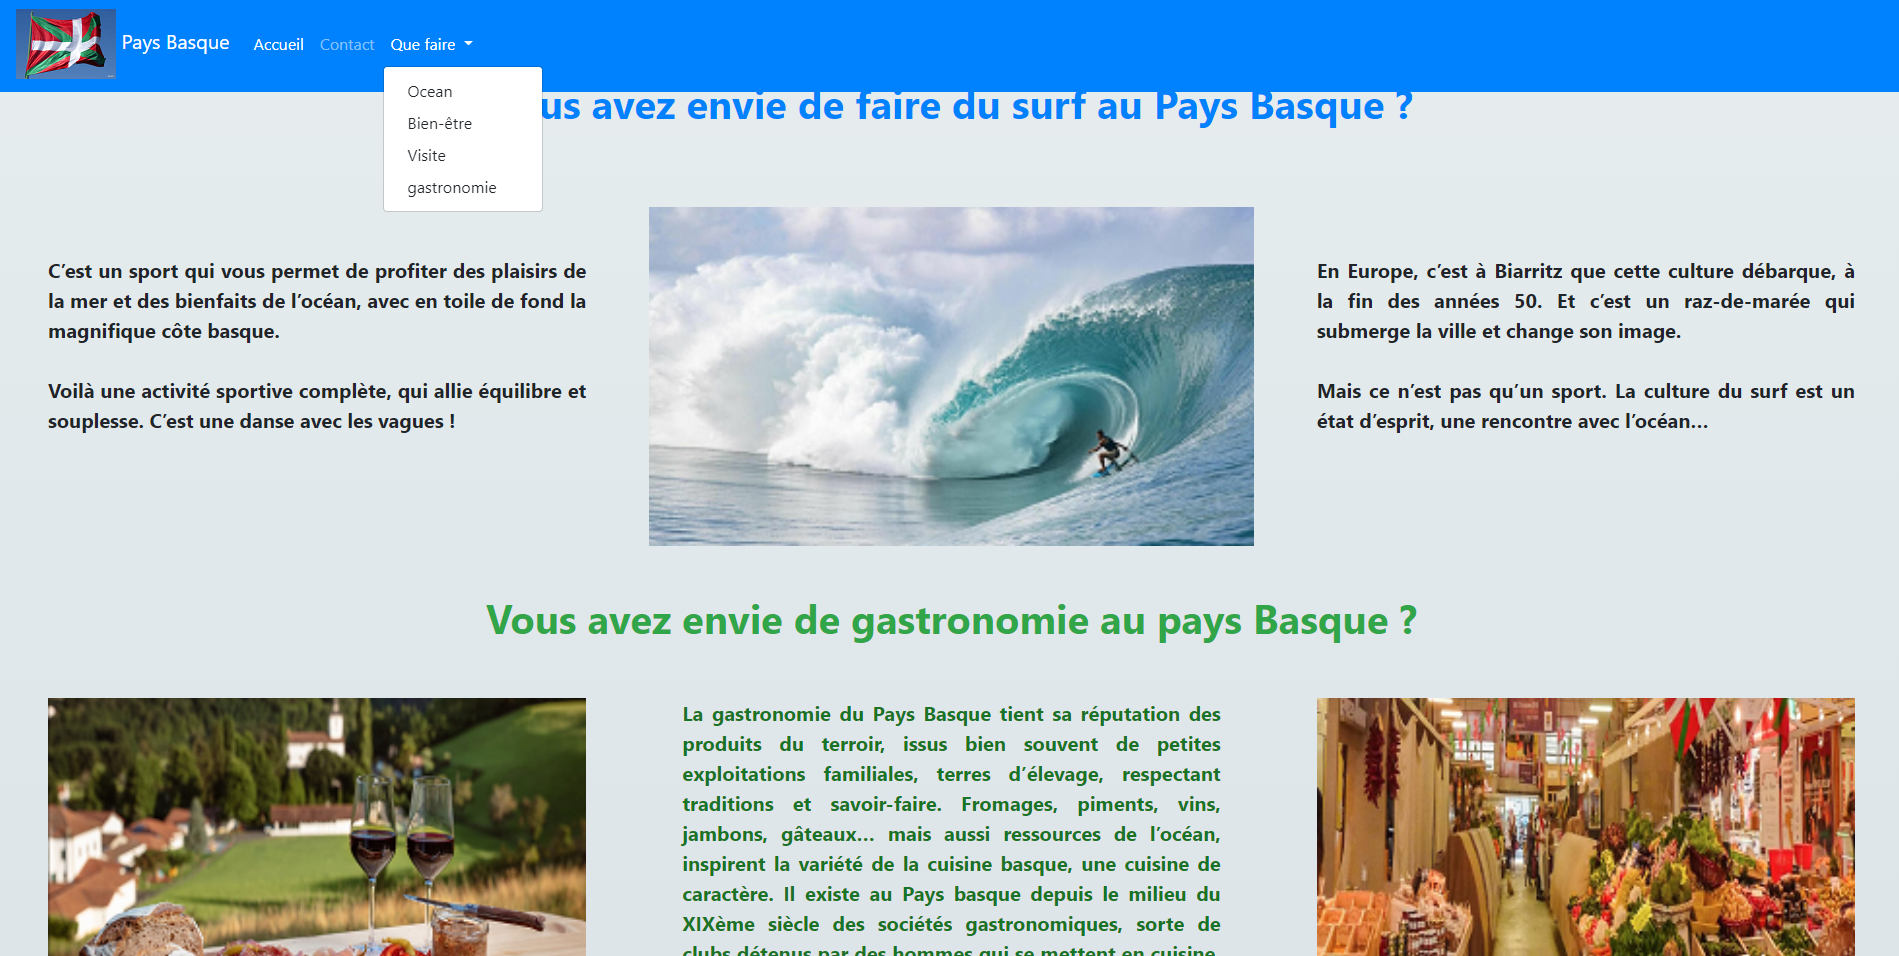 Pays Basque Accueil Contact Que faire
Ocean
Bien-être
Visite
gastronomie
us avez envie de faire du surf au Pays Basque ?
C’est un sport qui vous permet de profiter des plaisirs de
la mer et des bienfaits de l’océan, avec en toile de fond la
magnifique côte basque.
Voilà une activité sportive complète, qui allie équilibre et
souplesse. C’est une danse avec les vagues !
En Europe, c’est à Biarritz que cette culture débarque, à
la fin des années 50. Et c’est un raz-de-marée qui
submerge la ville et change son image.
Mais ce n’est pas qu’un sport. La culture du surf est un
état d’esprit, une rencontre avec l’océan…
Vous avez envie de gastronomie au pays Basque ?
La gastronomie du Pays Basque tient sa réputation des
produits du terroir, issus bien souvent de petites
exploitations familiales, terres d’élevage, respectant
traditions et savoir-faire. Fromages, piments, vins,
jambons, gâteaux… mais aussi ressources de l’océan,
inspirent la variété de la cuisine basque, une cuisine de
caractère. Il existe au Pays basque depuis le milieu du
XIXème siècle des sociétés gastronomiques, sorte de
clubs détenus par des hommes qui se mettent en cuisine